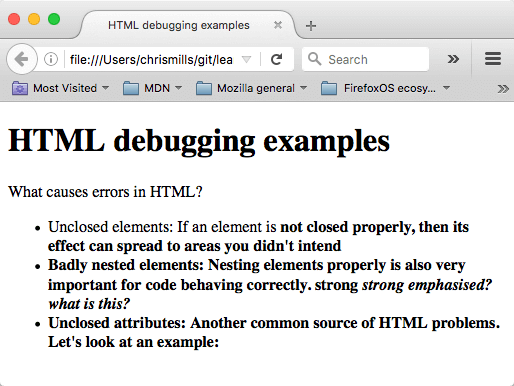 HTML debugging examples
file:///Users/chrismills/git/lea
Search
Most Visited
MDN
Mozilla general
FirefoxOS ecosy...
HTML debugging examples
What causes errors in HTML?
Unclosed elements: If an element is not closed properly, then its
effect can spread to areas you didn't intend
Badly nested elements: Nesting elements properly is also very
important for code behaving correctly. strong strong emphasised?
what is this?
Unclosed attributes: Another common source of HTML problems.
Let's look at an example: